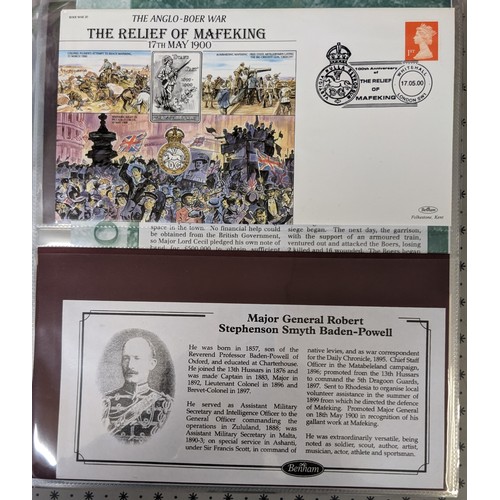 THE ANGLO-BOER WAR
THE RELIEF OF MAFEKING
17TH MAY 1900
100th Anniversary
of
THE RELIEF
OF
MAFEKING
WHITEHALL
17.05.00
LONDON SW1
1ST
Benham
Folkestone, Kent
space in the town. No financial help could
be obtained from the British Government,
so Major Lord Cecil pledged his own note of
siege began. The next day, the garrison,
with the support of an armoured train,
ventured out and attacked the Boers, losing
Major General Robert
Stephenson Smyth Baden-Powell
He was born in 1857, son of the
Reverend Professor Baden-Powell of
Oxford, and educated at Charterhouse.
He joined the 13th Hussars in 1876 and
was made Captain in 1883, Major in
1892, Lieutenant Colonel in 1896 and
Brevet-Colonel in 1897.
He served as Assistant Military
Secretary and Intelligence Officer to the
General Officer commanding the
operations in Zululand, 1888; was
Assistant Military Secretary in Malta,
1890-3; on special service in Ashanti,
under Sir Francis Scott, in command of
native levies, and as war correspondent
for the Daily Chronicle, 1895. Chief Staff
Officer in the Matabeleland campaign,
1896; promoted from the 13th Hussars
to command the 5th Dragoon Guards,
1897. Sent to Rhodesia to organise local
volunteer assistance in the summer of
1899 from which he directed the defence
of Mafeking. Promoted Major General
on 18th May 1900 in recognition of his
gallant work at Mafeking.
He was extraordinarily versatile, being
noted as soldier, scout, author, artist,
musician, actor, athlete and sportsman.
Benham